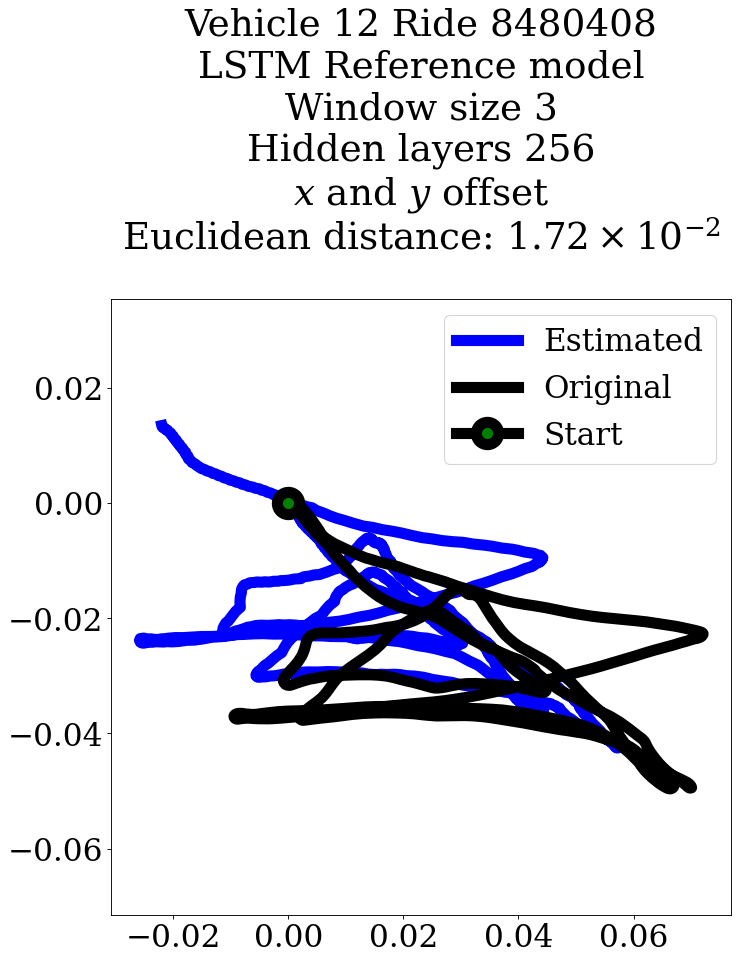 Vehicle 12 Ride 8480408
LSTM Reference model
Window size 3
Hidden layers 256
x and y offset
Euclidean distance: 1.72 × 10⁻²
Estimated
Original
Start
0.02
0.00
−0.02
−0.04
−0.06
−0.02 0.00 0.02 0.04 0.06